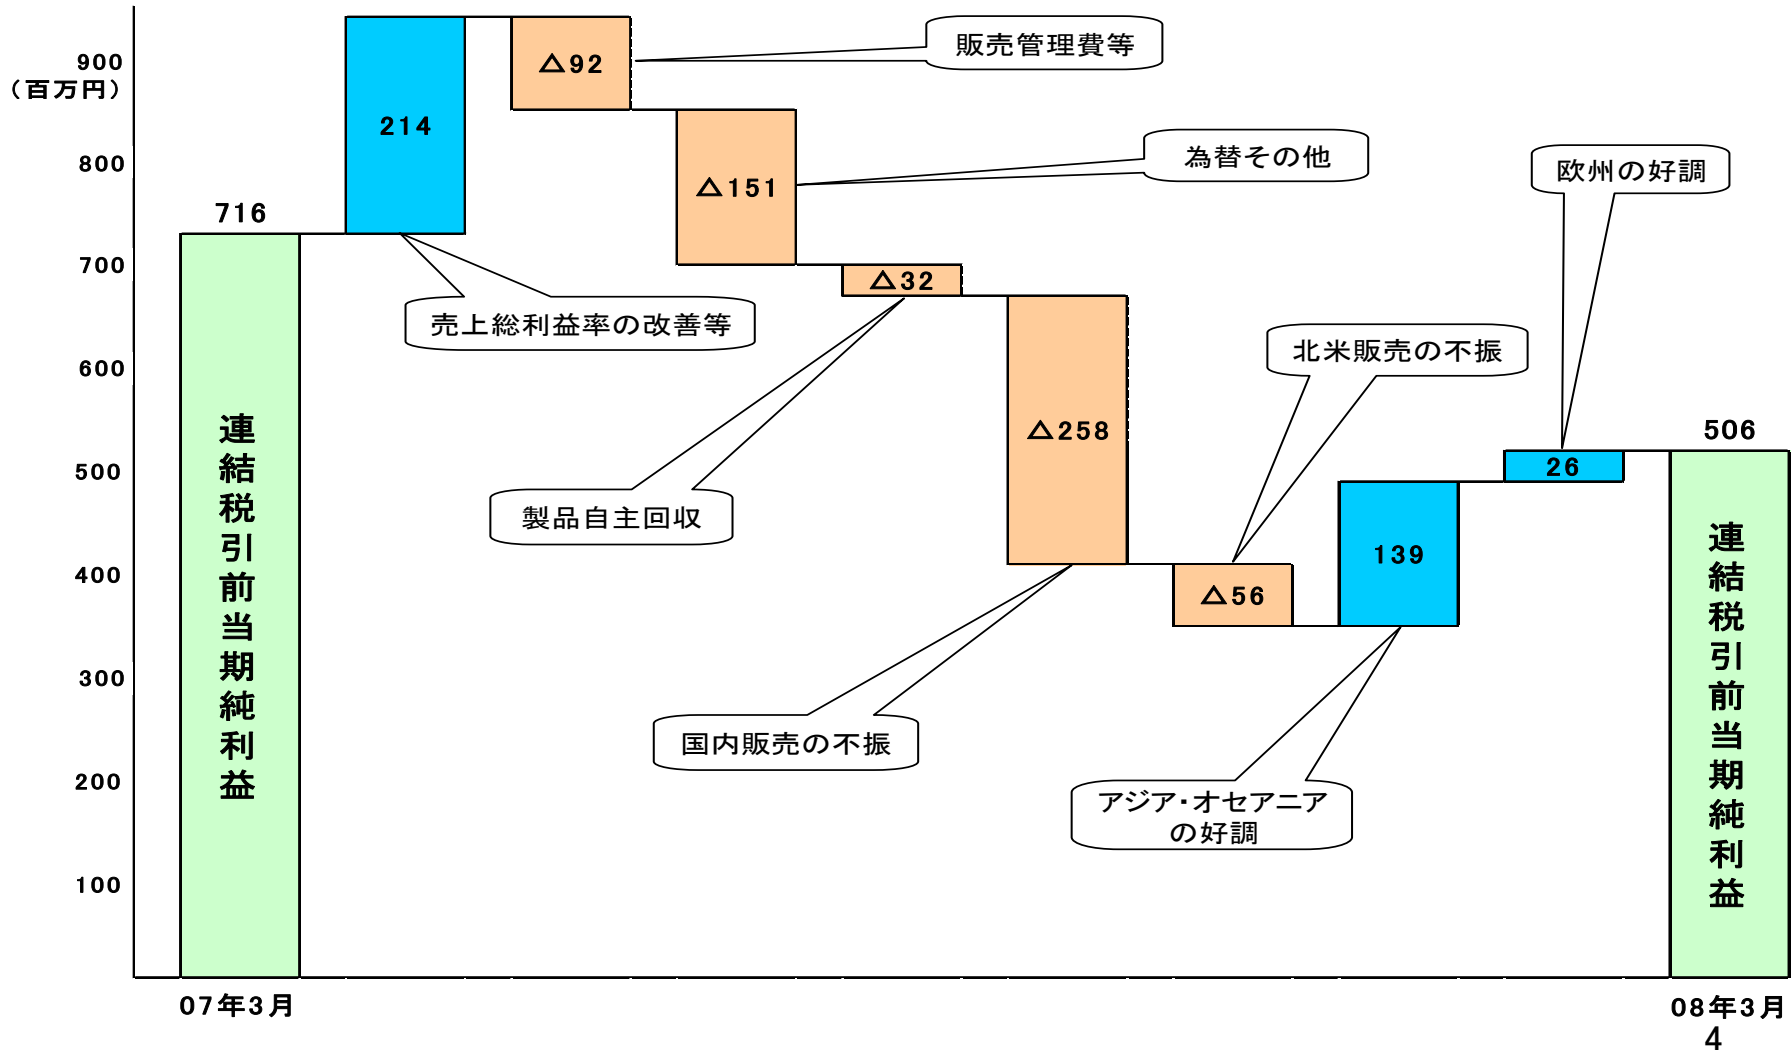 900
（百万円）
800
700
600
500
400
300
200
100
716
214
△92
△151
△32
△258
△56
139
26
506
販売管理費等
為替その他
欧州の好調
売上総利益率の改善等
北米販売の不振
製品自主回収
国内販売の不振
アジア・オセアニア
の好調
連結税引前当期純利益
連結税引前当期純利益
07年3月
08年3月
4